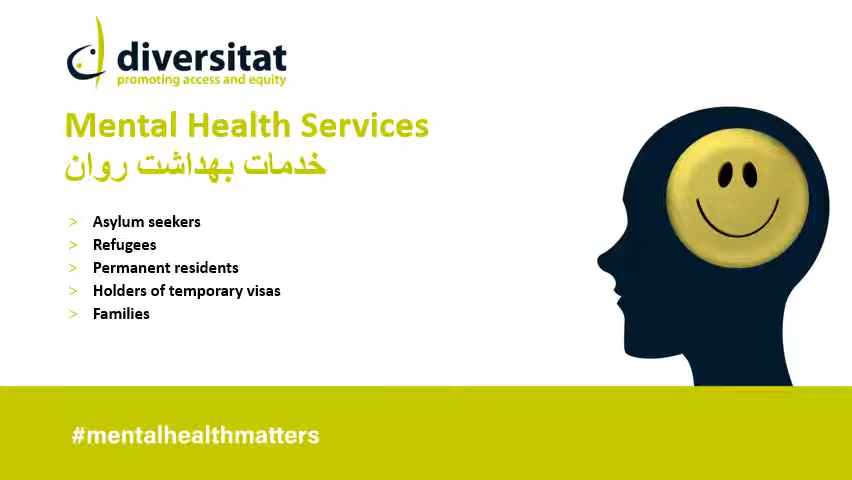 diversitat
promoting access and equity
Mental Health Services
خدمات بهداشت روان
> Asylum seekers
> Refugees
> Permanent residents
> Holders of temporary visas
> Families
#mentalhealthmatters